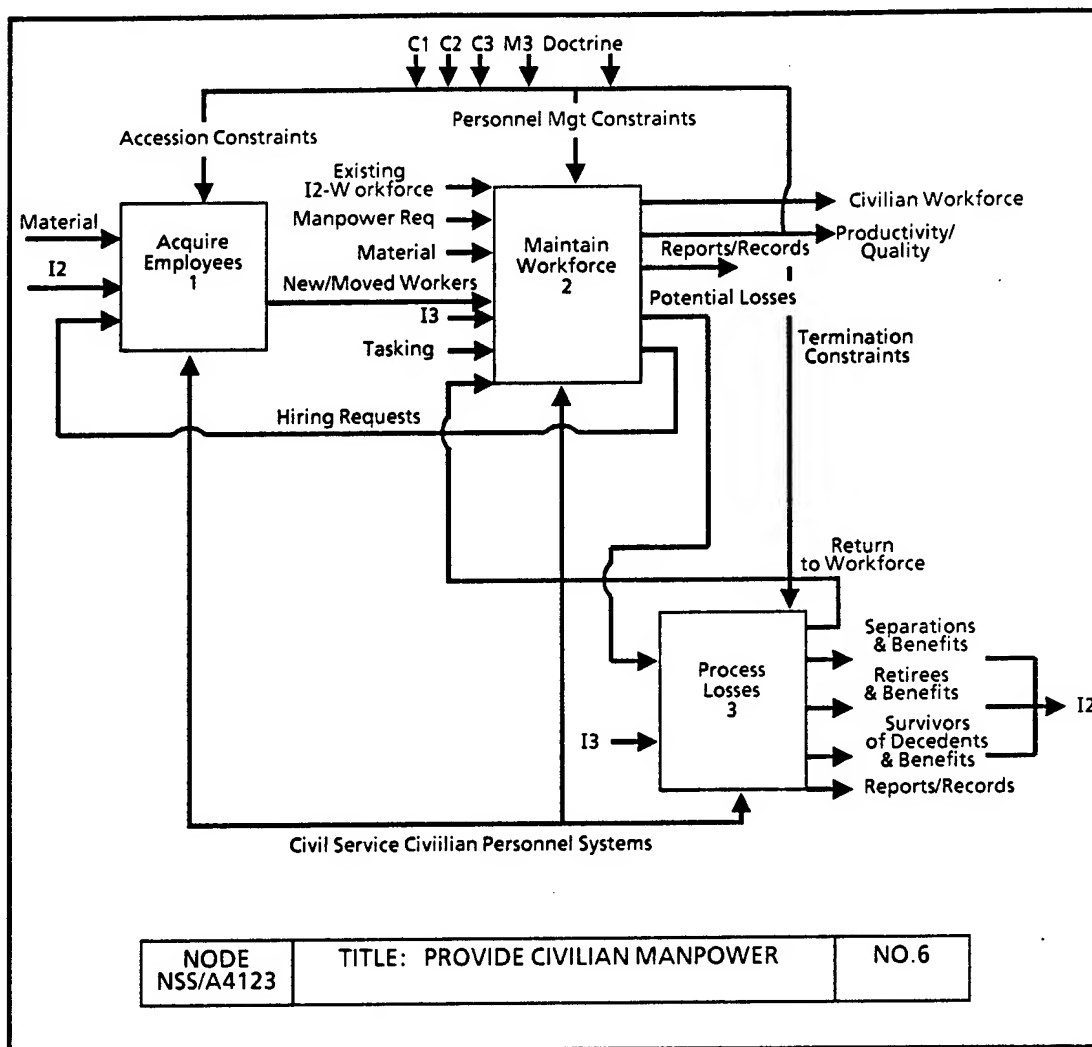 C1 C2 C3 M3 Doctrine
Accession Constraints
Personnel Mgt Constraints
Existing
I2-W orkforce
Manpower Req
Material
Material
I2
Acquire
Employees
1
New/Moved Workers
I3
Tasking
Maintain
Workforce
2
Civilian Workforce
Productivity/
Quality
Reports/Records
Potential Losses
Termination
Constraints
Hiring Requests
Return
to Workforce
Process
Losses
3
I3
Separations
& Benefits
Retirees
& Benefits
Survivors
of Decedents
& Benefits
I2
Reports/Records
Civil Service Civiilian Personnel Systems
NODE
NSS/A4123
TITLE: PROVIDE CIVILIAN MANPOWER
NO.6